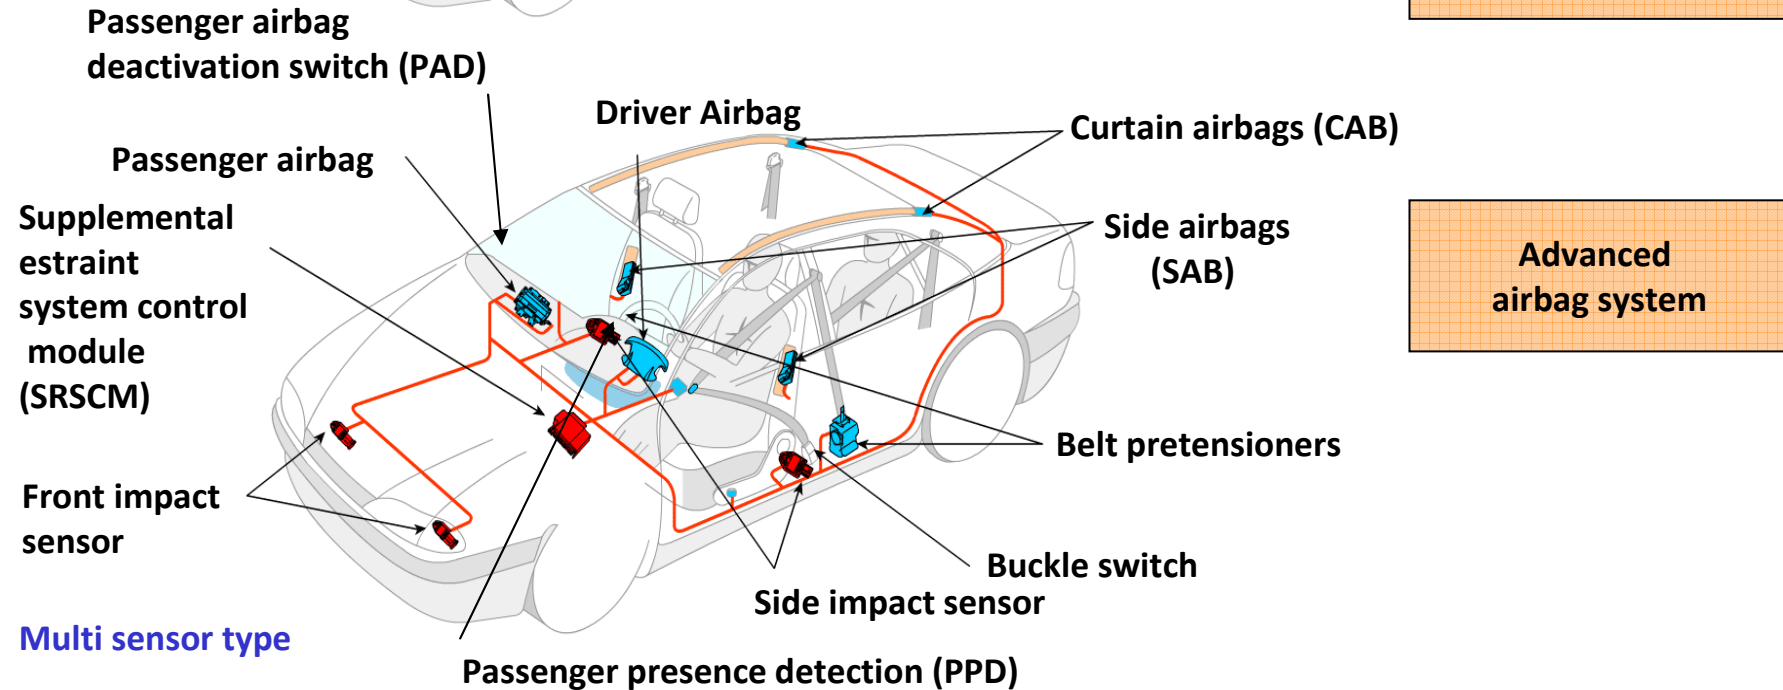 Passenger airbag
deactivation switch (PAD)
Driver Airbag
Curtain airbags (CAB)
Passenger airbag
Supplemental
estraint
system control
module
(SRSCM)
Side airbags
(SAB)
Advanced
airbag system
Belt pretensioners
Front impact
sensor
Buckle switch
Side impact sensor
Multi sensor type
Passenger presence detection (PPD)